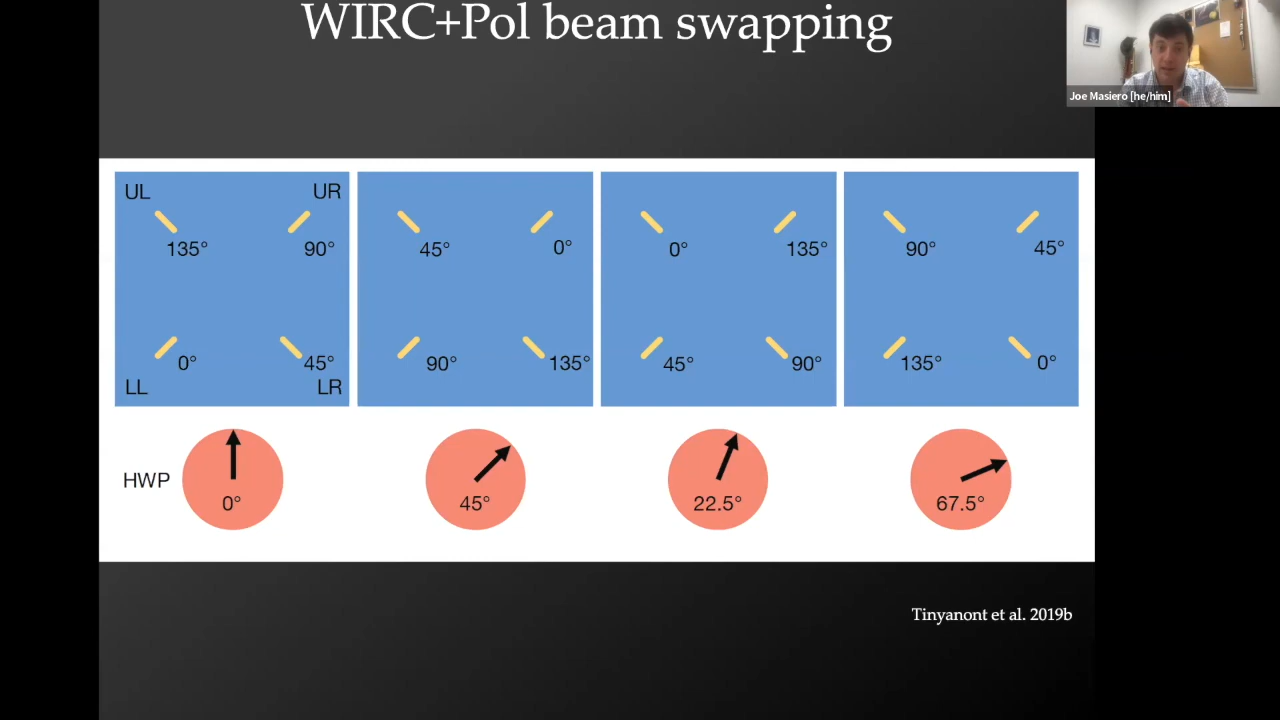 WIRC+Pol beam swapping
Joe Masiero [he/him]
UL UR
135° 90° 45° 0° 0° 135° 90° 45°
0° 45° 90° 135° 45° 90° 135° 0°
LL LR
HWP 0° 45° 22.5° 67.5°
Tinyanont et al. 2019b